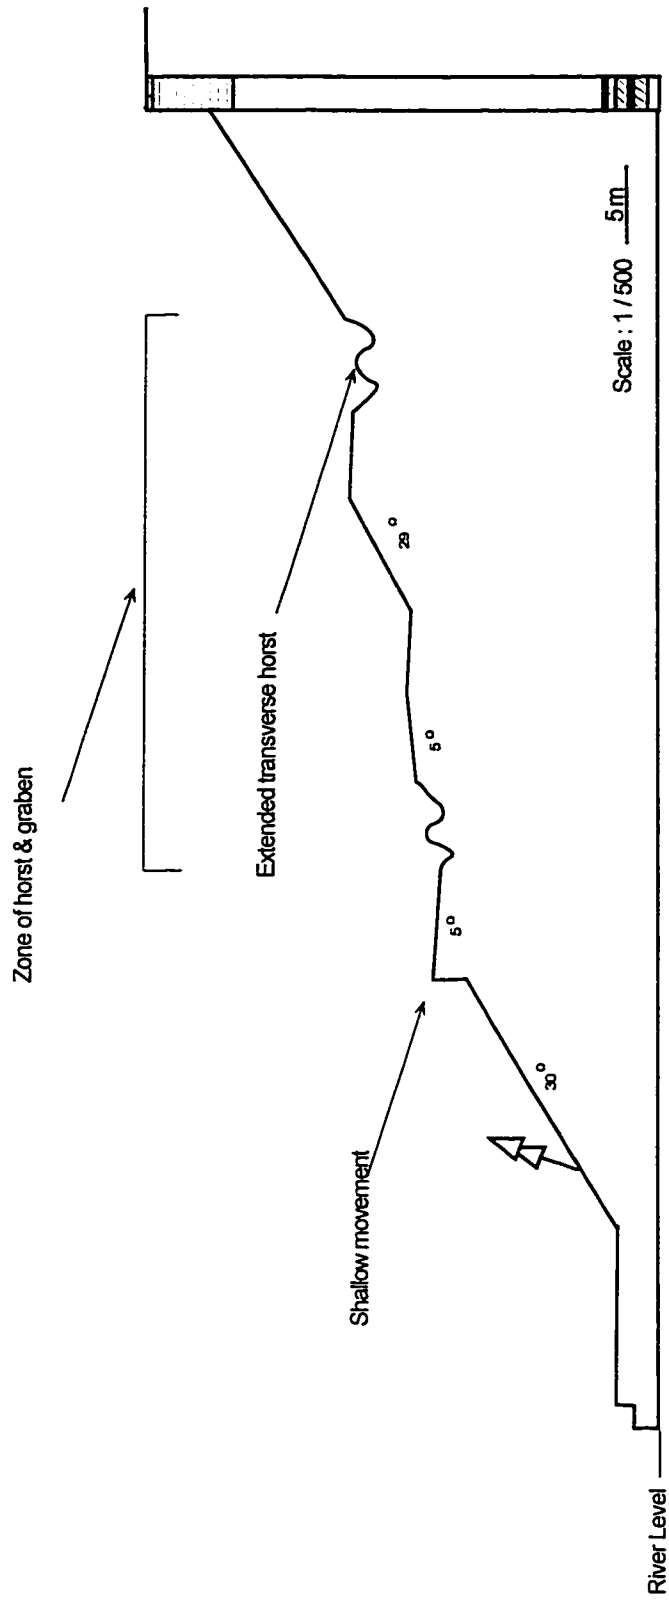 Zone of horst & graben
Extended transverse horst
Shallow movement
29°
5°
5°
30°
Scale : 1 / 500 5m
River Level